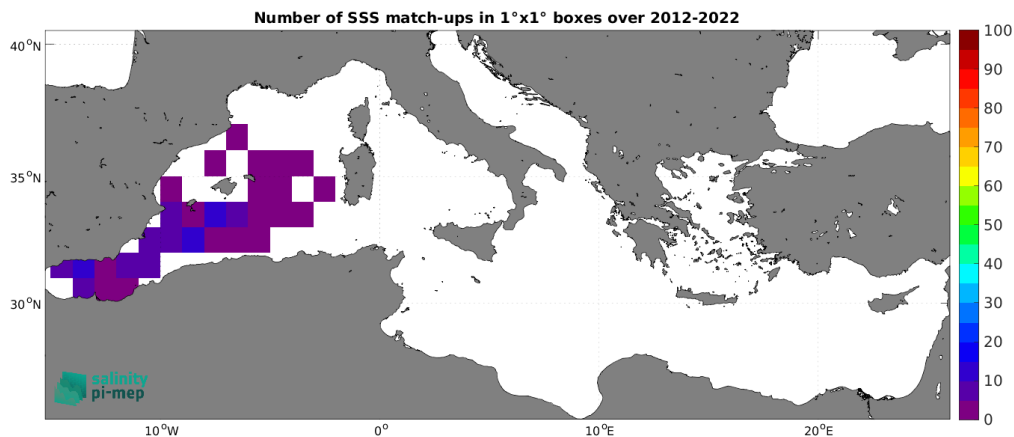 Number of SSS match-ups in 1°x1° boxes over 2012-2022
40°N
35°N
30°N
10°W
0°
10°E
20°E
100
90
80
70
60
50
40
30
20
10
0
salinity
pi-mep